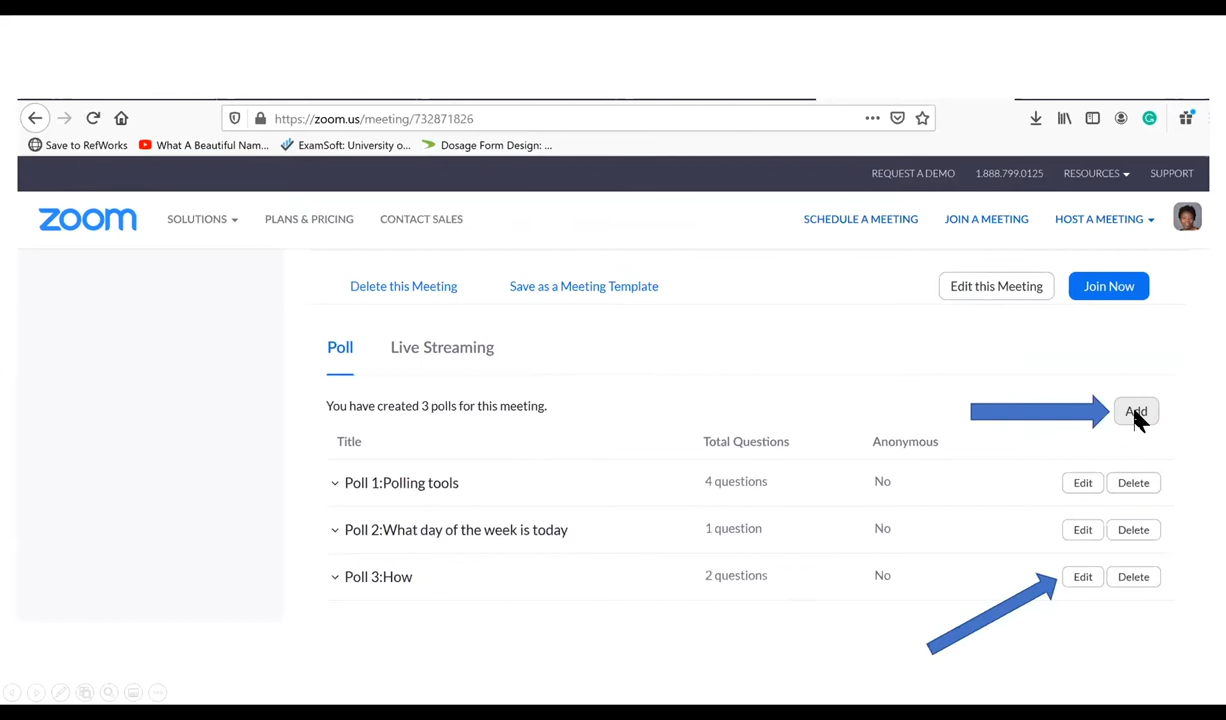 https://zoom.us/meeting/732871826
Save to RefWorks What A Beautiful Nam... ExamSoft: University o... Dosage Form Design: ...
REQUEST A DEMO 1.888.799.0125 RESOURCES SUPPORT
zoom SOLUTIONS PLANS & PRICING CONTACT SALES SCHEDULE A MEETING JOIN A MEETING HOST A MEETING
Delete this Meeting Save as a Meeting Template Edit this Meeting Join Now
Poll Live Streaming
You have created 3 polls for this meeting. Add
Title Total Questions Anonymous
Poll 1:Polling tools 4 questions No Edit Delete
Poll 2:What day of the week is today 1 question No Edit Delete
Poll 3:How 2 questions No Edit Delete